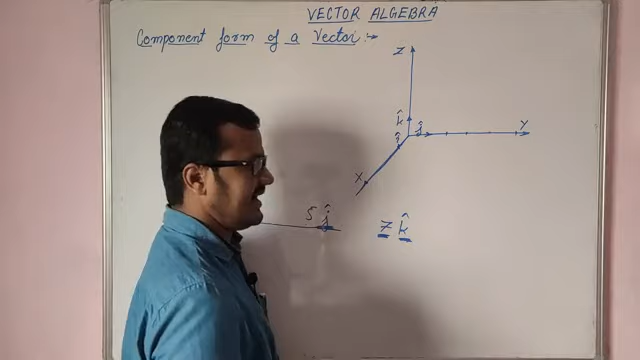 VECTOR ALGEBRA
Component form of a Vector :-
Z
k̂
ĵ
Y
î
X
5 ĵ
z k̂